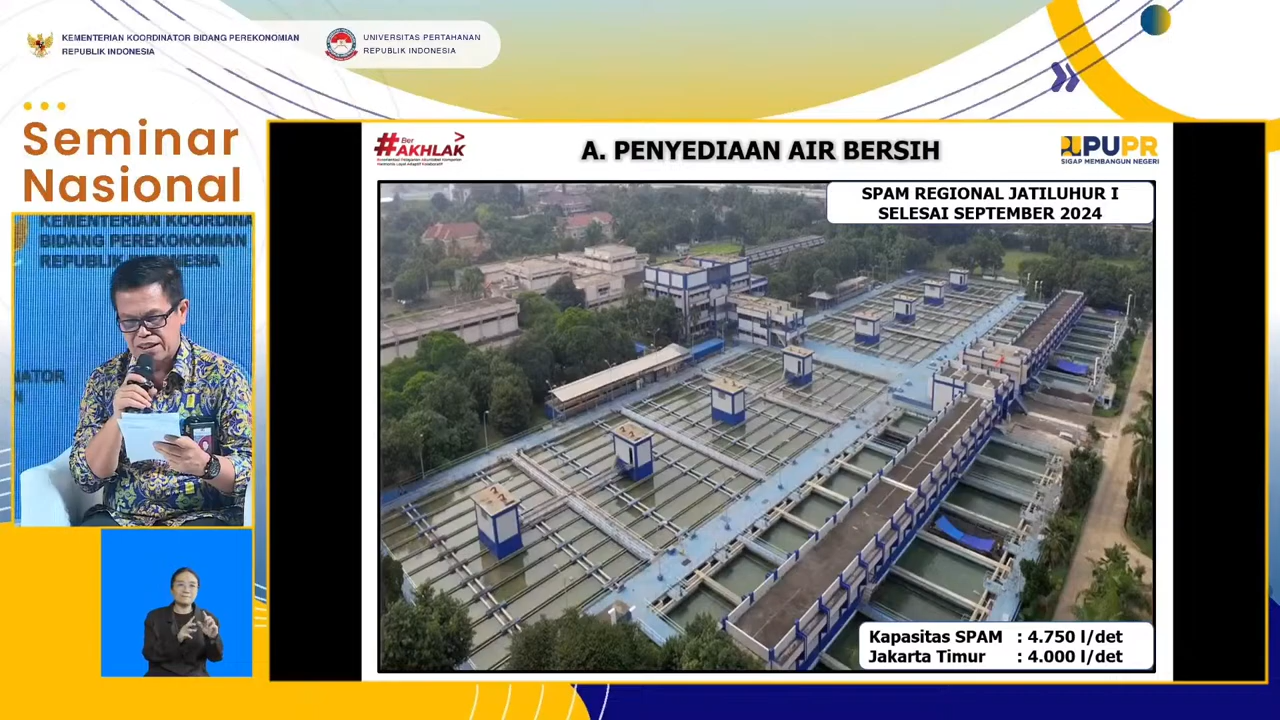 KEMENTERIAN KOORDINATOR BIDANG PEREKONOMIAN
REPUBLIK INDONESIA
UNIVERSITAS PERTAHANAN
REPUBLIK INDONESIA
Seminar
Nasional
KEMENTERIAN KOORDINA
BIDANG PEREKONOMIAN
REPUBLIK INDONESIA
ATOR
#Ber
AKHLAK
A. PENYEDIAAN AIR BERSIH
PUPR
SIGAP MEMBANGUN NEGERI
SPAM REGIONAL JATILUHUR I
SELESAI SEPTEMBER 2024
Kapasitas SPAM : 4.750 l/det
Jakarta Timur : 4.000 l/det